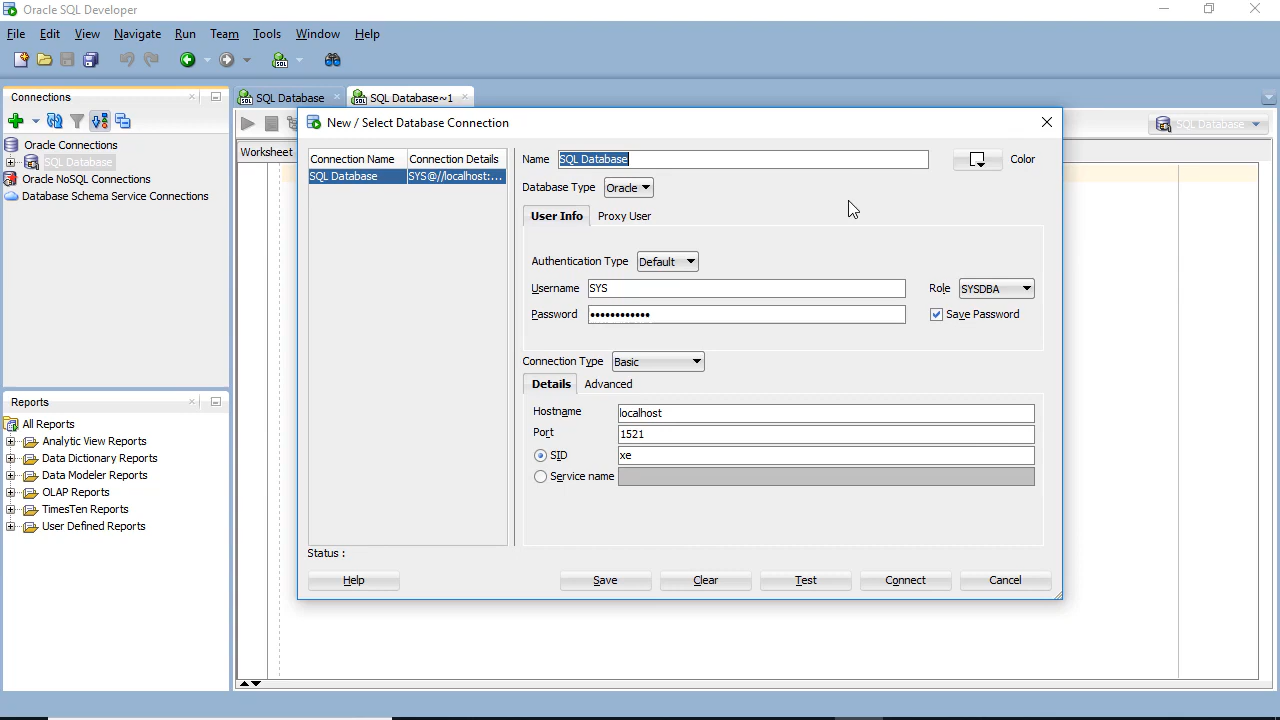 Oracle SQL Developer
File Edit View Navigate Run Team Tools Window Help
Connections
SQL Database
SQL Database~1
Oracle Connections
SQL Database
Oracle NoSQL Connections
Database Schema Service Connections
Worksheet
SQL Database
Reports
All Reports
Analytic View Reports
Data Dictionary Reports
Data Modeler Reports
OLAP Reports
TimesTen Reports
User Defined Reports
New / Select Database Connection
Connection Name Connection Details
SQL Database SYS@//localhost:...
Name SQL Database Color
Database Type Oracle
User Info Proxy User
Authentication Type Default
Username SYS Role SYSDBA
Password •••••••••••• Save Password
Connection Type Basic
Details Advanced
Hostname localhost
Port 1521
SID xe
Service name
Status :
Help Save Clear Test Connect Cancel